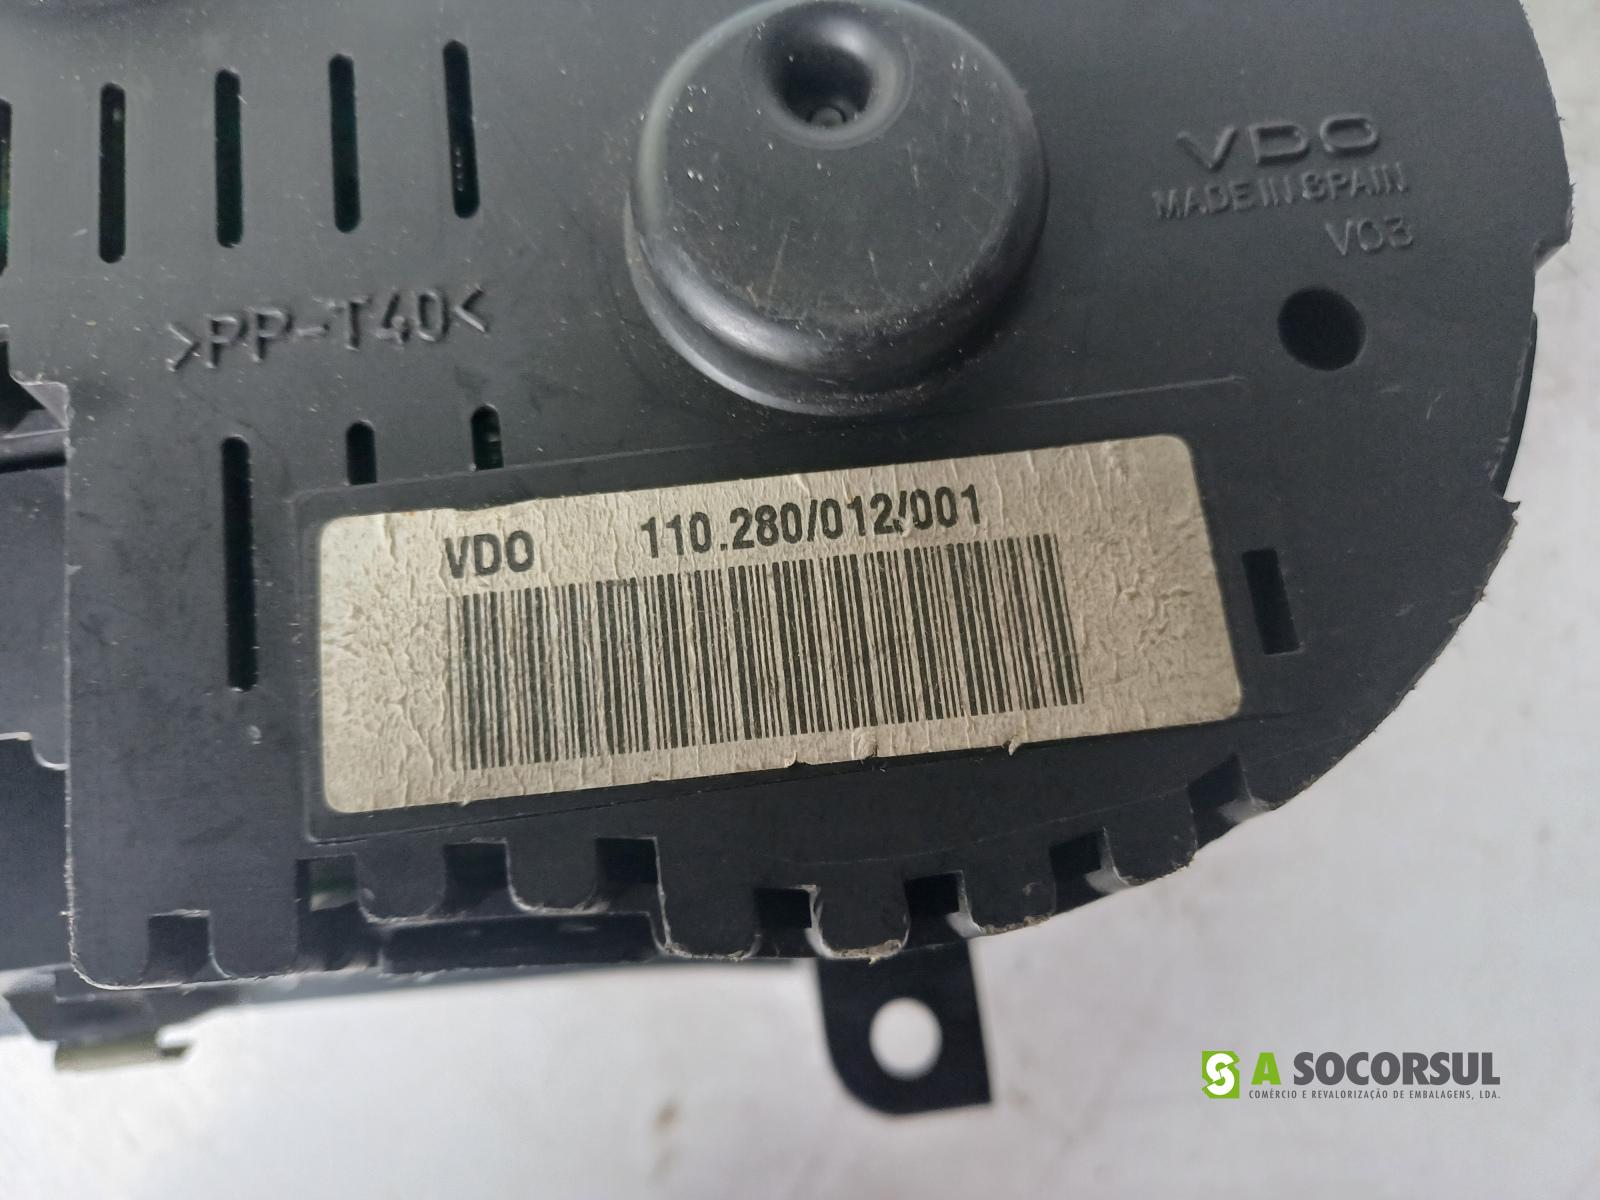 VDO
MADE IN SPAIN
V03
>PP-T40<
VDO 110.280/012/001
A SOCORSUL
COMÉRCIO E REVALORIZAÇÃO DE EMBALAGENS, LDA.